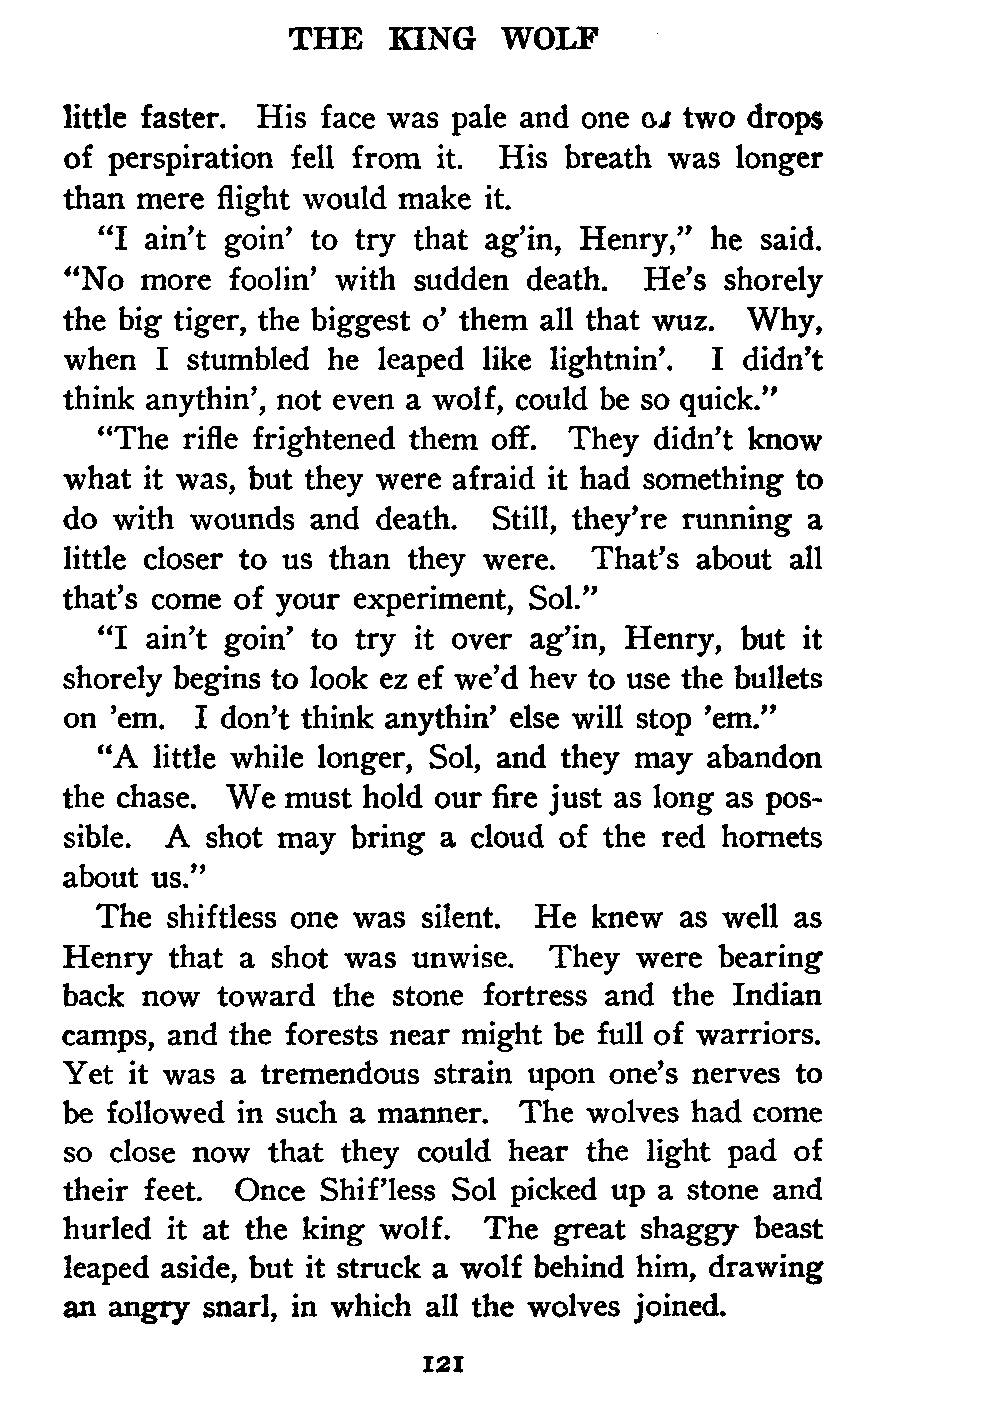 THE KING WOLF
little faster. His face was pale and one or two drops
of perspiration fell from it. His breath was longer
than mere flight would make it.
"I ain't goin' to try that ag'in, Henry," he said.
"No more foolin' with sudden death. He's shorely
the big tiger, the biggest o' them all that wuz. Why,
when I stumbled he leaped like lightnin'. I didn't
think anythin', not even a wolf, could be so quick."
"The rifle frightened them off. They didn't know
what it was, but they were afraid it had something to
do with wounds and death. Still, they're running a
little closer to us than they were. That's about all
that's come of your experiment, Sol."
"I ain't goin' to try it over ag'in, Henry, but it
shorely begins to look ez ef we'd hev to use the bullets
on 'em. I don't think anythin' else will stop 'em."
"A little while longer, Sol, and they may abandon
the chase. We must hold our fire just as long as pos-
sible. A shot may bring a cloud of the red hornets
about us."
The shiftless one was silent. He knew as well as
Henry that a shot was unwise. They were bearing
back now toward the stone fortress and the Indian
camps, and the forests near might be full of warriors.
Yet it was a tremendous strain upon one's nerves to
be followed in such a manner. The wolves had come
so close now that they could hear the light pad of
their feet. Once Shif'less Sol picked up a stone and
hurled it at the king wolf. The great shaggy beast
leaped aside, but it struck a wolf behind him, drawing
an angry snarl, in which all the wolves joined.
121